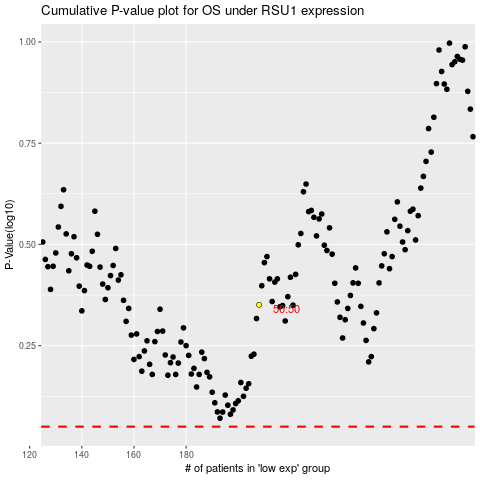 Cumulative P-value plot for OS under RSU1 expression
P-Value(log10)
1.00
0.75
0.50
0.25
50:50
120 140 160 180
# of patients in 'low exp' group